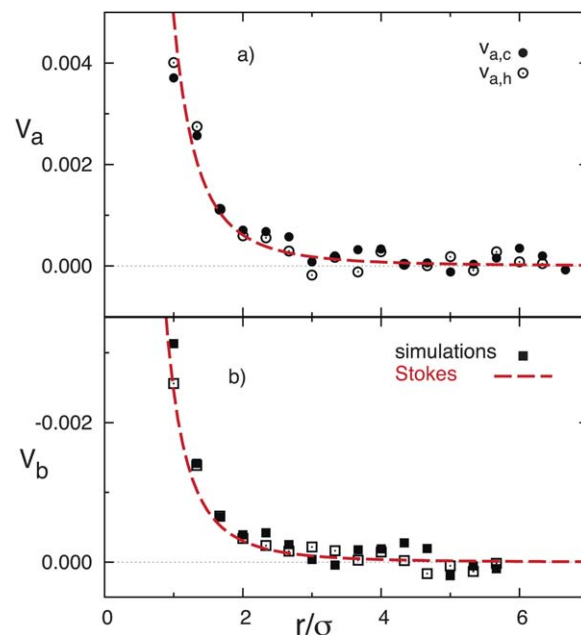 a)
v_{a,c}
v_{a,h}
V_a
0.004
0.002
0.000
b)
simulations
Stokes
V_b
-0.002
0.000
0
2
4
6
r/σ